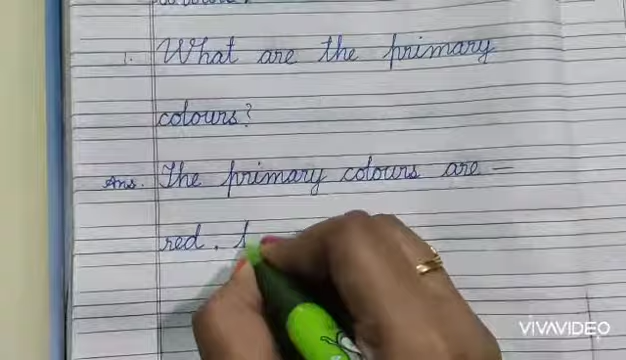 1. What are the primary
colours?
Ans. The primary colours are —
red.
VIVAVIDEO